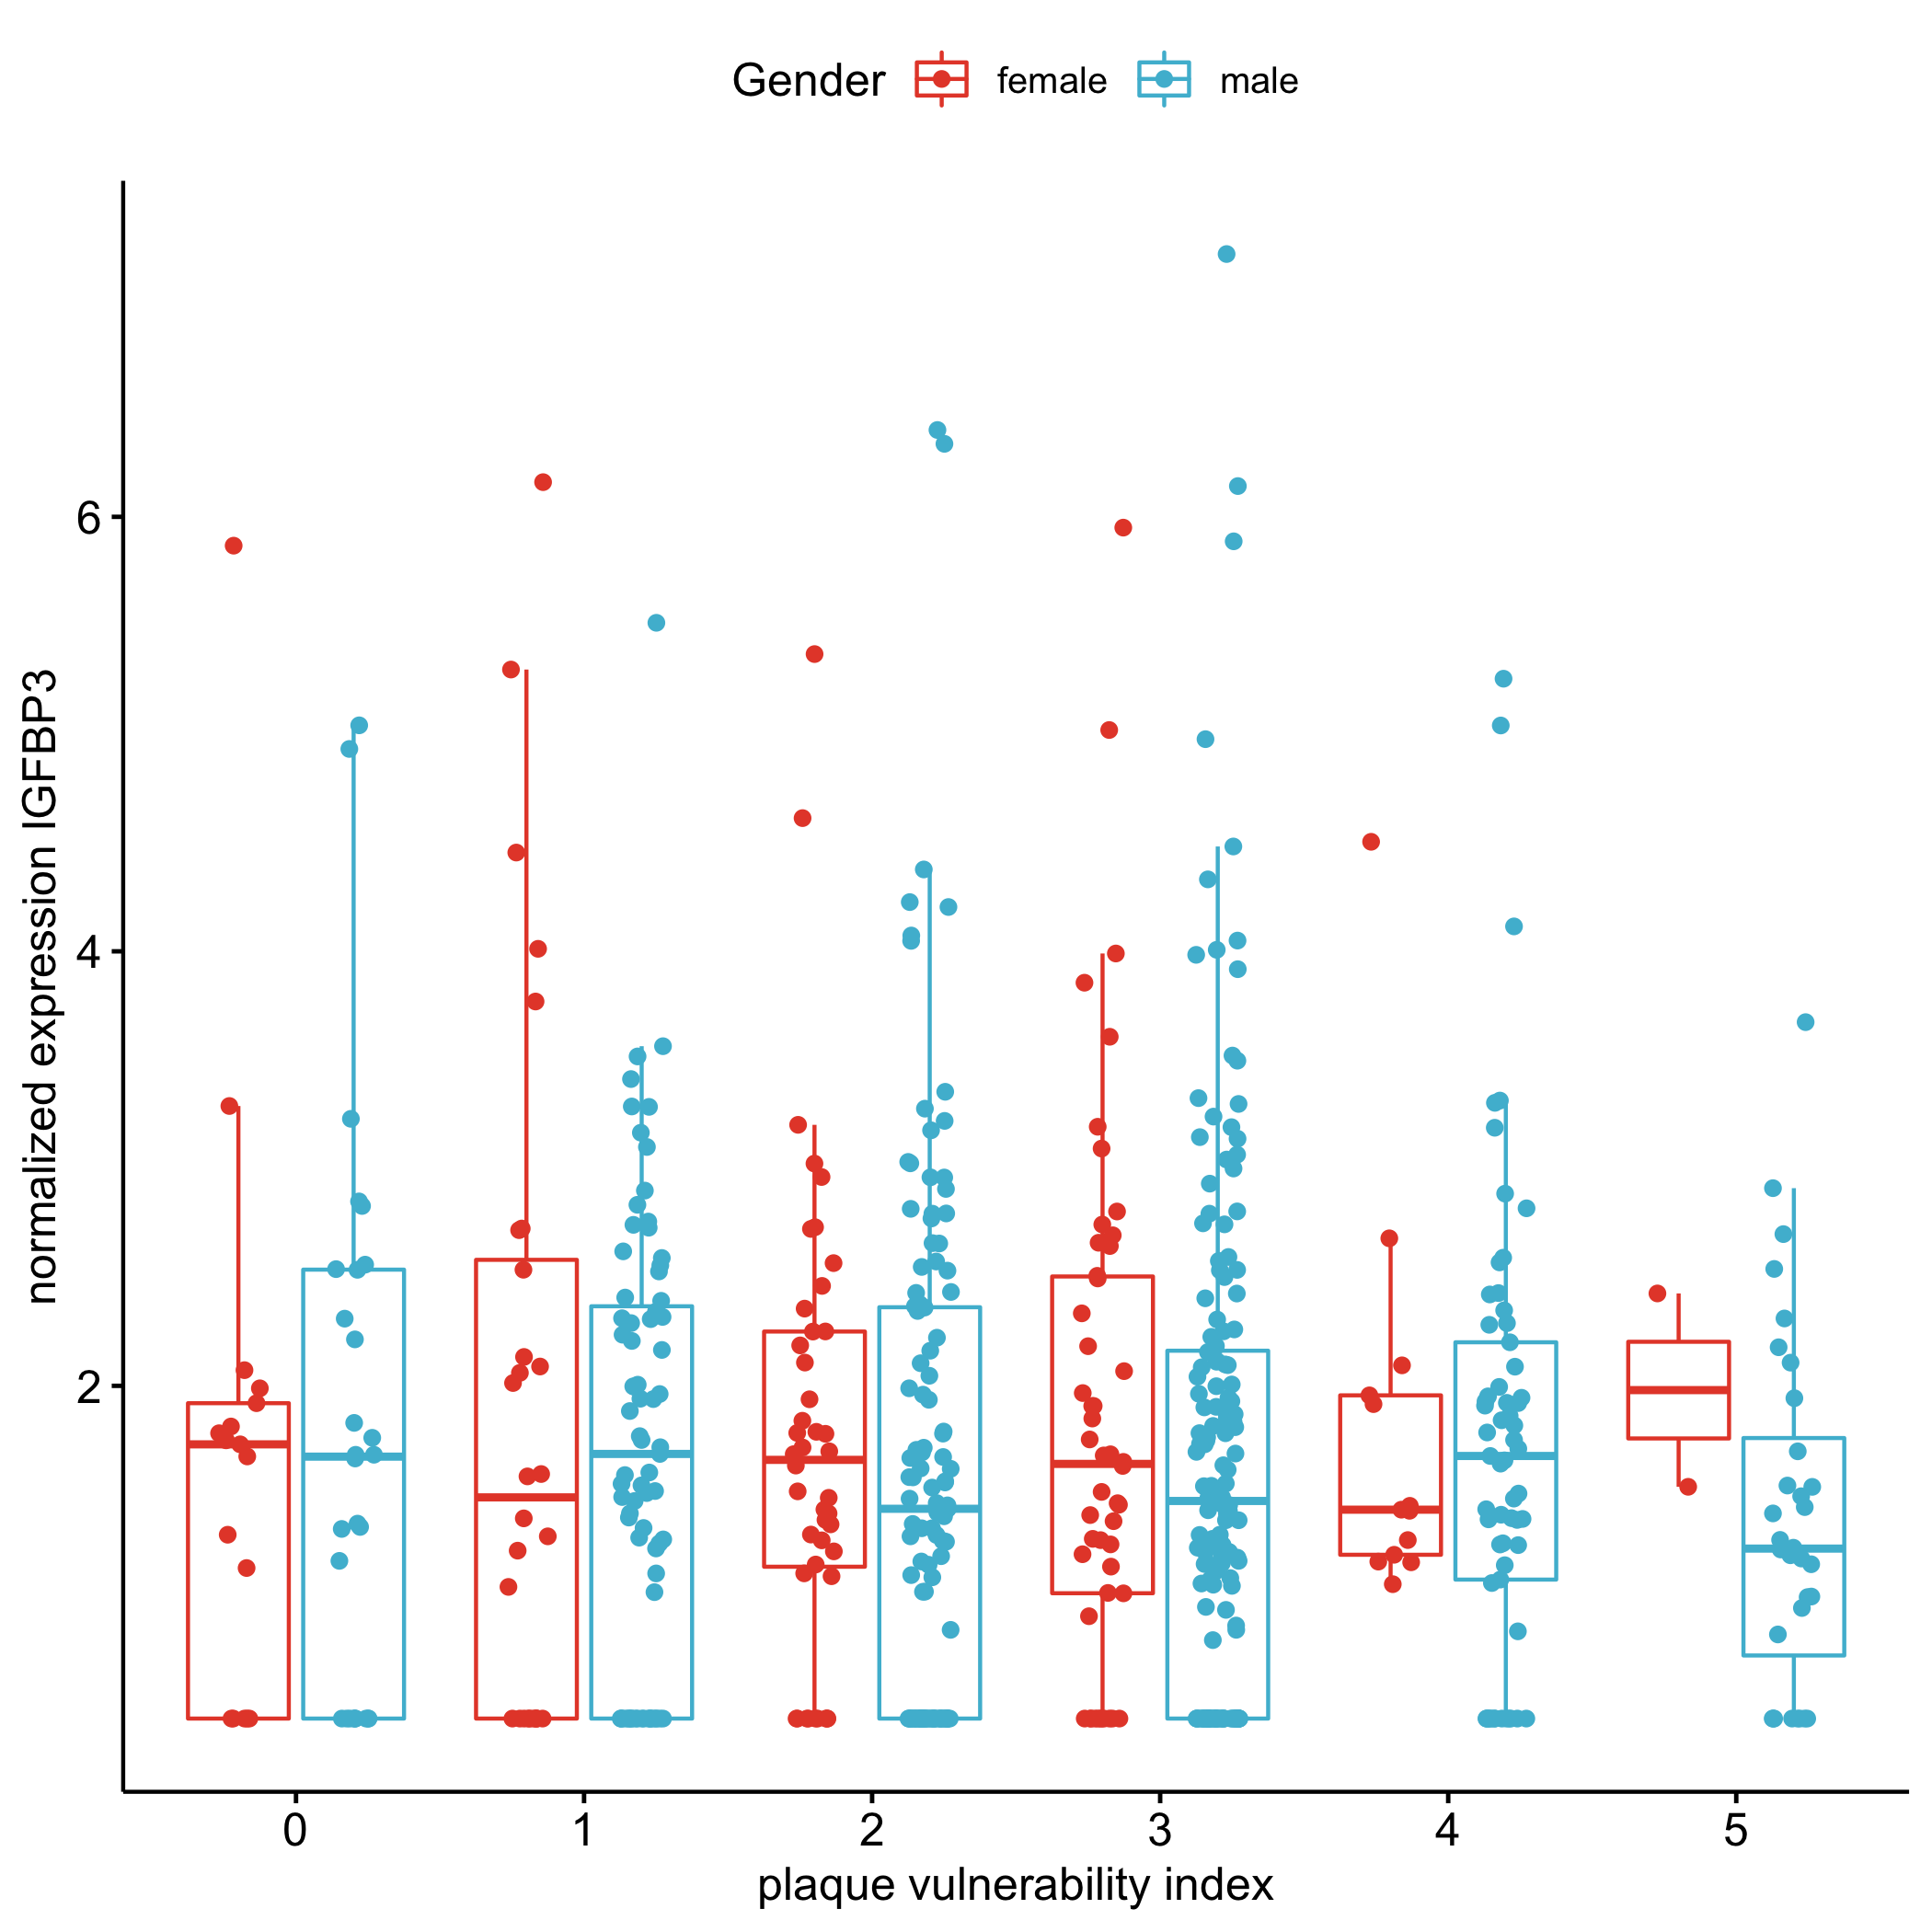 Gender female male
normalized expression IGFBP3
6
4
2
0 1 2 3 4 5
plaque vulnerability index